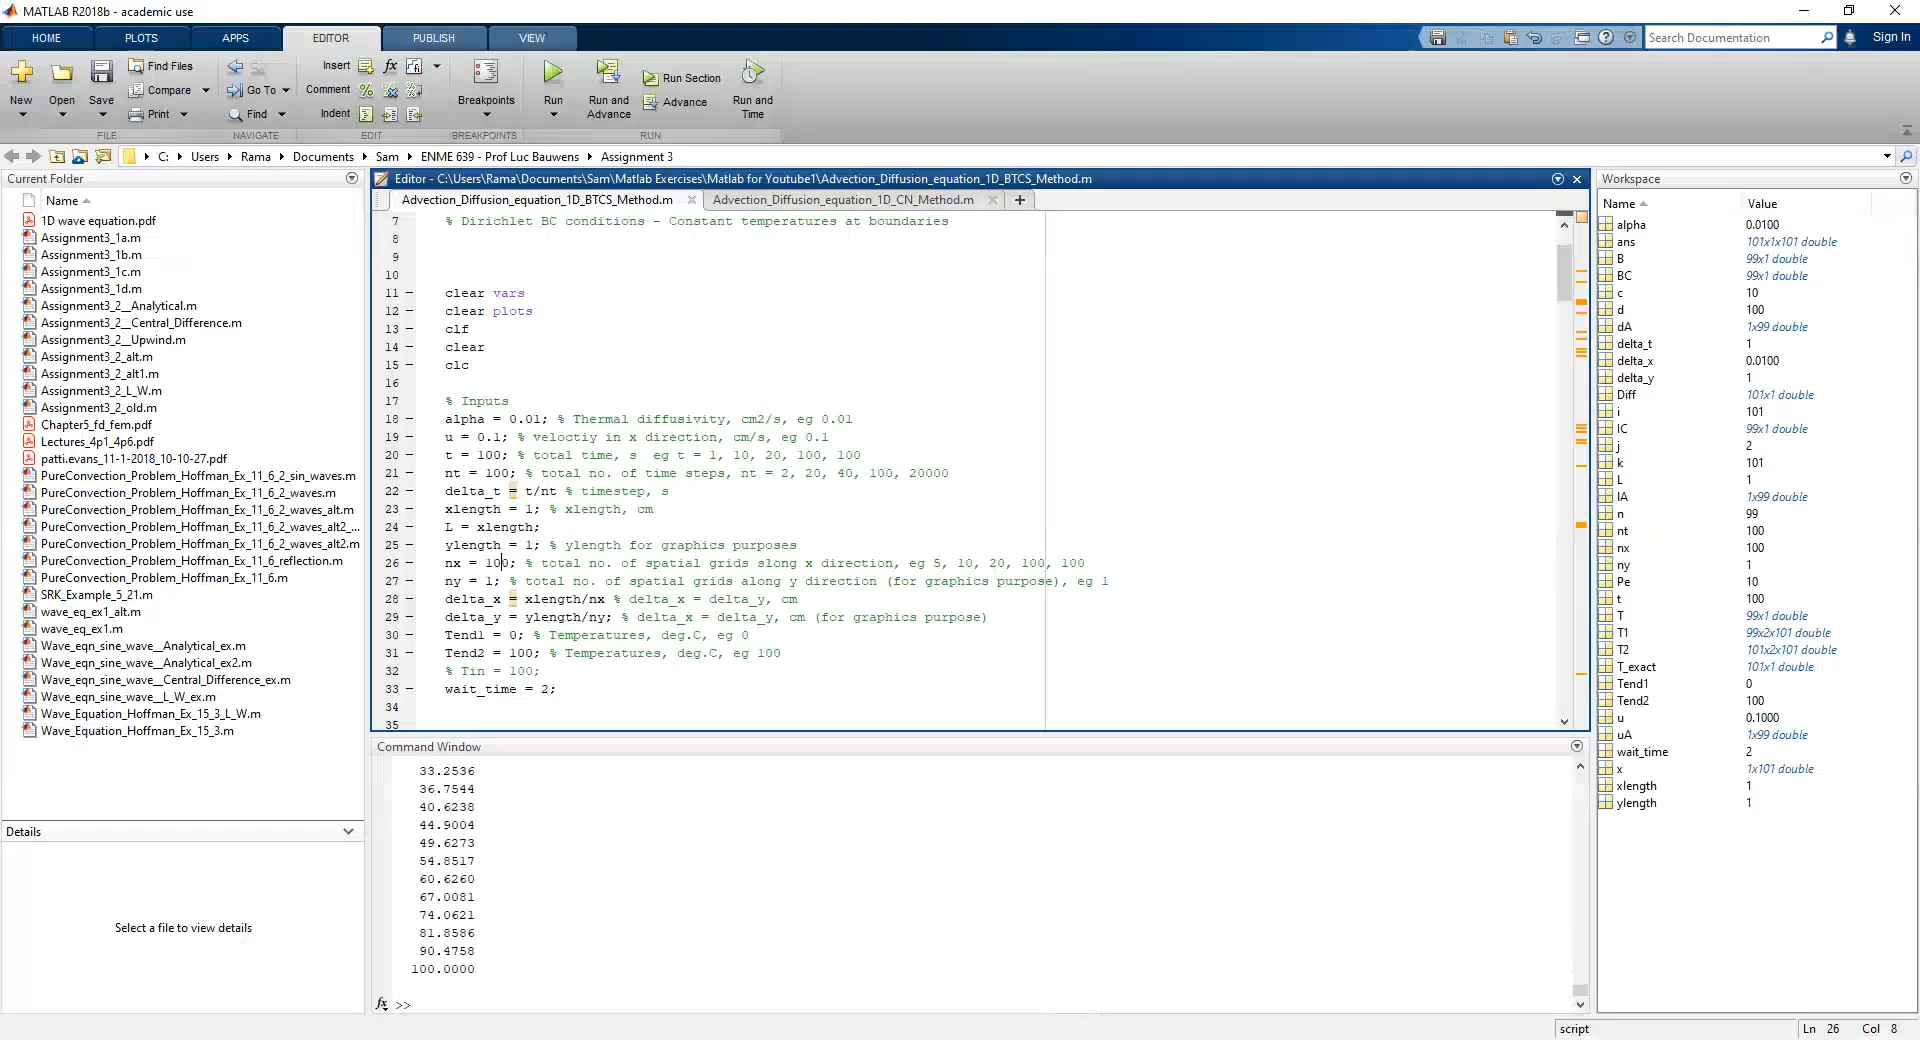 MATLAB R2018b - academic use
HOME PLOTS APPS EDITOR PUBLISH VIEW Search Documentation Sign In
New Open Save Find Files Compare Print Go To Find Insert fx Comment Indent Breakpoints Run Run and Advance Run Section Advance Run and Time
FILE NAVIGATE EDIT BREAKPOINTS RUN
C: Users Rama Documents Sam ENME 639 - Prof Luc Bauwens Assignment 3
Current Folder
Name
1D wave equation.pdf
Assignment3_1a.m
Assignment3_1b.m
Assignment3_1c.m
Assignment3_1d.m
Assignment3_2__Analytical.m
Assignment3_2__Central_Difference.m
Assignment3_2__Upwind.m
Assignment3_2_alt.m
Assignment3_2_alt1.m
Assignment3_2_L_W.m
Assignment3_2_old.m
Chapter5_fd_fem.pdf
Lectures_4p1_4p6.pdf
patti.evans_11-1-2018_10-10-27.pdf
PureConvection_Problem_Hoffman_Ex_11_6_2_sin_waves.m
PureConvection_Problem_Hoffman_Ex_11_6_2_waves.m
PureConvection_Problem_Hoffman_Ex_11_6_2_waves_alt.m
PureConvection_Problem_Hoffman_Ex_11_6_2_waves_alt2_...
PureConvection_Problem_Hoffman_Ex_11_6_2_waves_alt2.m
PureConvection_Problem_Hoffman_Ex_11_6_reflection.m
PureConvection_Problem_Hoffman_Ex_11_6.m
SRK_Example_5_21.m
wave_eq_ex1_alt.m
wave_eq_ex1.m
Wave_eqn_sine_wave__Analytical_ex.m
Wave_eqn_sine_wave__Analytical_ex2.m
Wave_eqn_sine_wave__Central_Difference_ex.m
Wave_eqn_sine_wave__L_W_ex.m
Wave_Equation_Hoffman_Ex_15_3_L_W.m
Wave_Equation_Hoffman_Ex_15_3.m
Details
Select a file to view details
Editor - C:\Users\Rama\Documents\Sam\Matlab Exercises\Matlab for Youtube1\Advection_Diffusion_equation_1D_BTCS_Method.m
Advection_Diffusion_equation_1D_BTCS_Method.m Advection_Diffusion_equation_1D_CN_Method.m
7 % Dirichlet BC conditions - Constant temperatures at boundaries
8
9
10
11 - clear vars
12 - clear plots
13 - clf
14 - clear
15 - clc
16
17 % Inputs
18 - alpha = 0.01; % Thermal diffusivity, cm2/s, eg 0.01
19 - u = 0.1; % veloctiy in x direction, cm/s, eg 0.1
20 - t = 100; % total time, s eg t = 1, 10, 20, 100, 100
21 - nt = 100; % total no. of time steps, nt = 2, 20, 40, 100, 20000
22 - delta_t = t/nt % timestep, s
23 - xlength = 1; % xlength, cm
24 - L = xlength;
25 - ylength = 1; % ylength for graphics purposes
26 - nx = 100; % total no. of spatial grids slong x direction, eg 5, 10, 20, 100, 100
27 - ny = 1; % total no. of spatial grids along y direction (for graphics purpose), eg 1
28 - delta_x = xlength/nx % delta_x = delta_y, cm
29 - delta_y = ylength/ny; % delta_x = delta_y, cm (for graphics purpose)
30 - Tend1 = 0; % Temperatures, deg.C, eg 0
31 - Tend2 = 100; % Temperatures, deg.C, eg 100
32 % Tin = 100;
33 - wait_time = 2;
34
35
Command Window
33.2536
36.7544
40.6238
44.9004
49.6273
54.8517
60.6260
67.0081
74.0621
81.8586
90.4758
100.0000
fx >>
Workspace
Name Value
alpha 0.0100
ans 101x1x101 double
B 99x1 double
BC 99x1 double
c 10
d 100
dA 1x99 double
delta_t 1
delta_x 0.0100
delta_y 1
Diff 101x1 double
i 101
IC 99x1 double
j 2
k 101
L 1
lA 1x99 double
n 99
nt 100
nx 100
ny 1
Pe 10
t 100
T 99x1 double
T1 99x2x101 double
T2 101x2x101 double
T_exact 101x1 double
Tend1 0
Tend2 100
u 0.1000
uA 1x99 double
wait_time 2
x 1x101 double
xlength 1
ylength 1
script Ln 26 Col 8